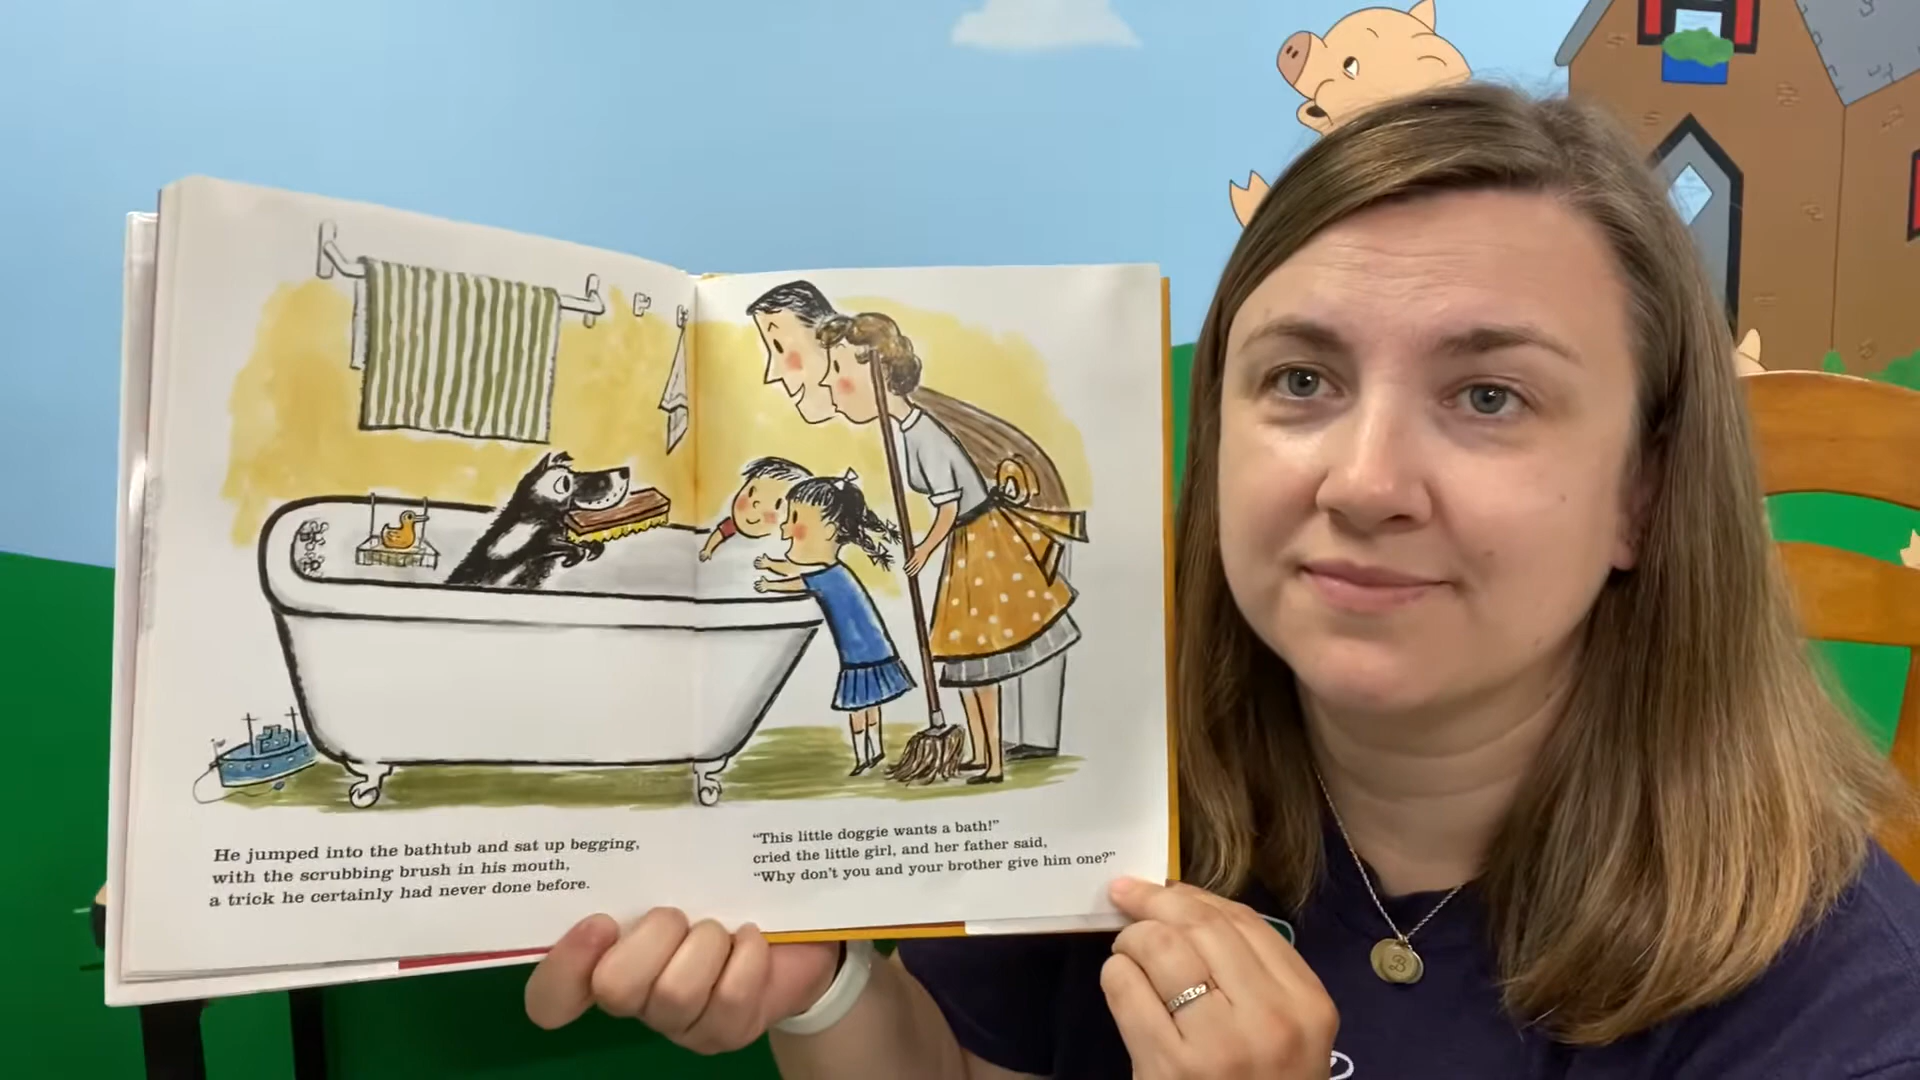 He jumped into the bathtub and sat up begging,
with the scrubbing brush in his mouth,
a trick he certainly had never done before.
“This little doggie wants a bath!”
cried the little girl, and her father said,
“Why don’t you and your brother give him one?”
B